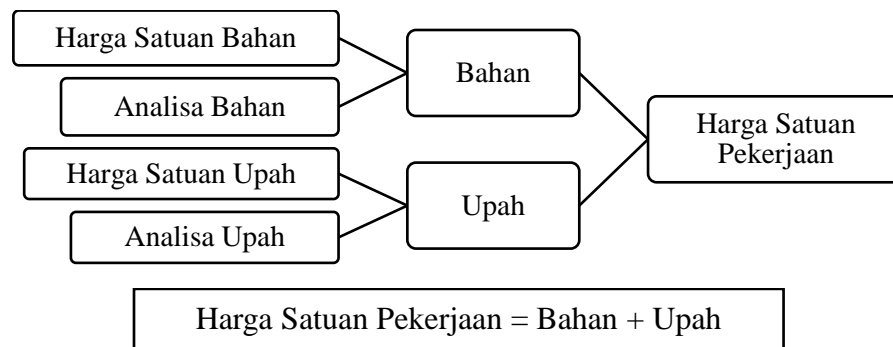 Harga Satuan Bahan
Analisa Bahan
Harga Satuan Upah
Analisa Upah
Bahan
Upah
Harga Satuan
Pekerjaan
Harga Satuan Pekerjaan = Bahan + Upah